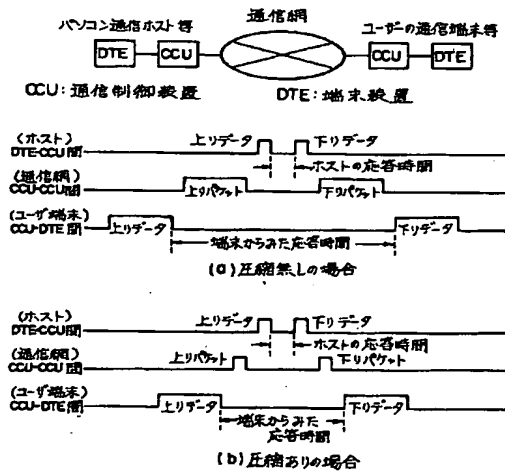 通信網
パソコン通信ホスト等
ユーザーの通信端末等
DTE CCU CCU DTE
CCU:通信制御装置 DTE:端末装置
(ホスト)
DTE-CCU間
上りデータ 下りデータ
ホストの応答時間
(通信網)
CCU-CCU間
上りパケット 下りパケット
(ユーザ端末)
CCU-DTE間
上りデータ 下りデータ
端末からみた応答時間
(a)圧縮無しの場合
(ホスト)
DTE-CCU間
上りデータ 下りデータ
ホストの応答時間
(通信網)
CCU-CCU間
上りパケット 下りパケット
(ユーザ端末)
CCU-DTE間
上りデータ 下りデータ
端末からみた
応答時間
(b)圧縮ありの場合